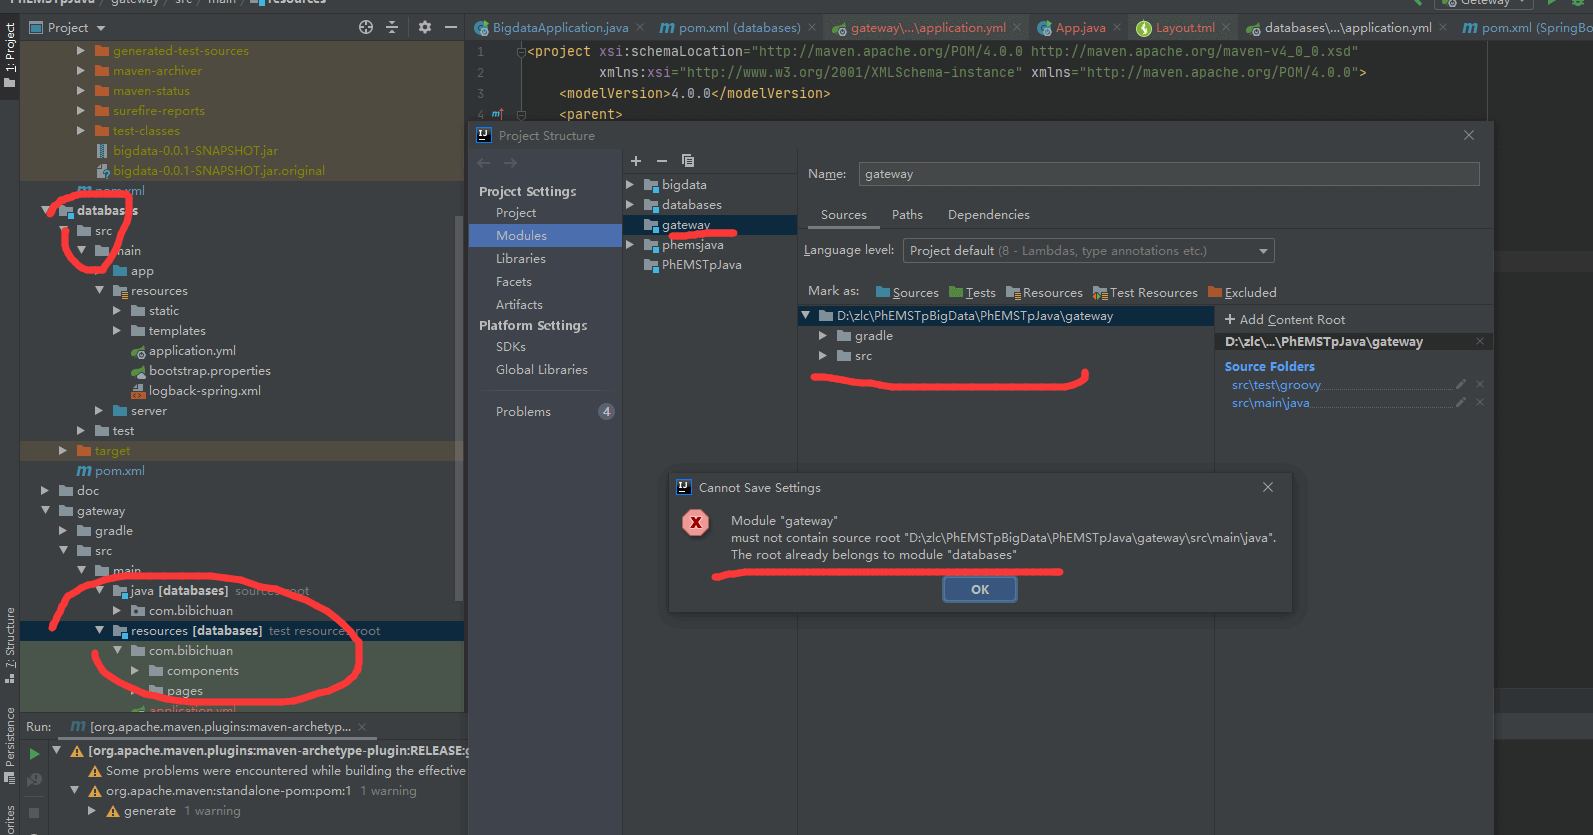 PhEMSTpJava gateway src main resources
Gateway
1: Project
Project
BigdataApplication.java
pom.xml (databases)
gateway\...\application.yml
App.java
Layout.tml
databases\...\application.yml
pom.xml (SpringBo
generated-test-sources
maven-archiver
maven-status
surefire-reports
test-classes
bigdata-0.0.1-SNAPSHOT.jar
bigdata-0.0.1-SNAPSHOT.jar.original
pom.xml
databases
src
main
app
resources
static
templates
application.yml
bootstrap.properties
logback-spring.xml
server
test
target
pom.xml
doc
gateway
gradle
src
main
java [databases] sources root
com.bibichuan
resources [databases] test resources root
com.bibichuan
components
pages
application.yml
1 <project xsi:schemaLocation="http://maven.apache.org/POM/4.0.0 http://maven.apache.org/maven-v4_0_0.xsd"
2 xmlns:xsi="http://www.w3.org/2001/XMLSchema-instance" xmlns="http://maven.apache.org/POM/4.0.0">
3 <modelVersion>4.0.0</modelVersion>
4 <parent>
Project Structure
Project Settings
Project
Modules
Libraries
Facets
Artifacts
Platform Settings
SDKs
Global Libraries
Problems 4
bigdata
databases
gateway
phemsjava
PhEMSTpJava
Name: gateway
Sources Paths Dependencies
Language level: Project default (8 - Lambdas, type annotations etc.)
Mark as: Sources Tests Resources Test Resources Excluded
D:\zlc\PhEMSTpBigData\PhEMSTpJava\gateway
gradle
src
+ Add Content Root
D:\zlc\...\PhEMSTpJava\gateway
Source Folders
src\test\groovy
src\main\java
Cannot Save Settings
Module "gateway"
must not contain source root "D:\zlc\PhEMSTpBigData\PhEMSTpJava\gateway\src\main\java".
The root already belongs to module "databases"
OK
7: Structure
Persistence
orites
Run: [org.apache.maven.plugins:maven-archetyp...
[org.apache.maven.plugins:maven-archetype-plugin:RELEASE:g
Some problems were encountered while building the effective
org.apache.maven:standalone-pom:pom:1 1 warning
generate 1 warning